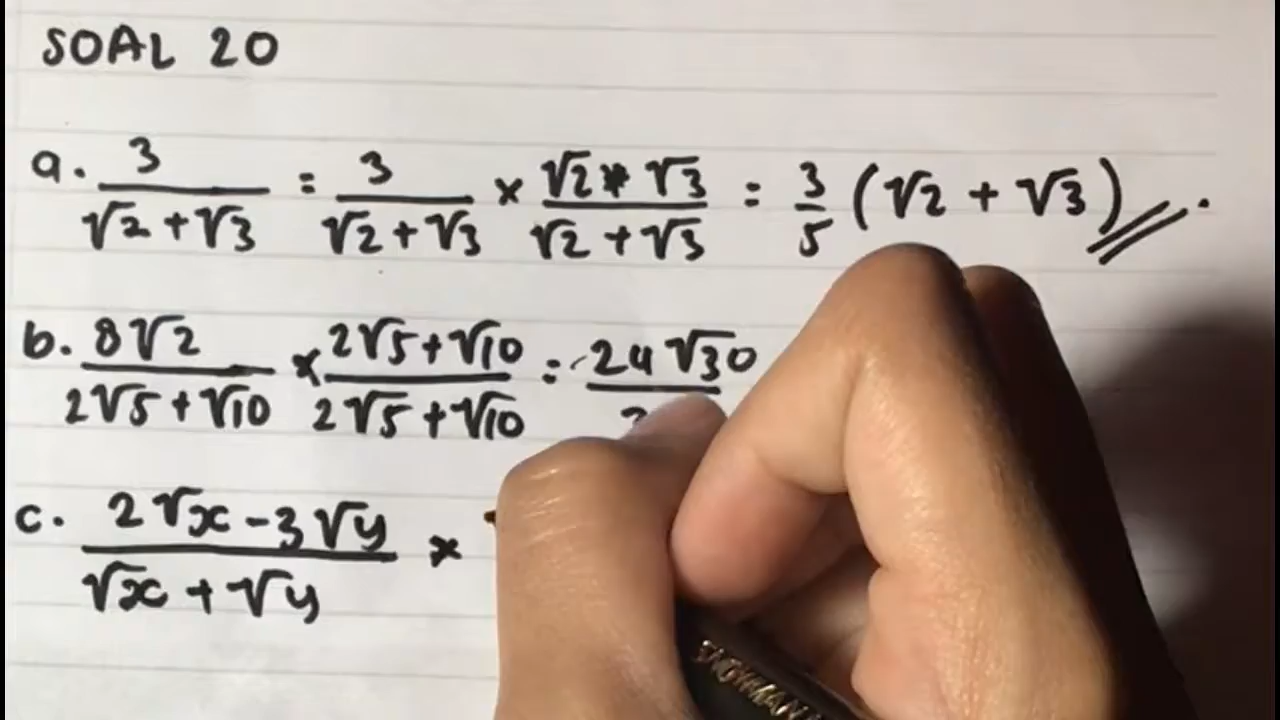 SOAL 20
a. 3/(√2 + √3) = 3/(√2 + √3) × (√2 * √3)/(√2 + √3) = 3/5 (√2 + √3) // .
b. 8√2/(2√5 + √10) × (2√5 + √10)/(2√5 + √10) = 24√30
c. (2√x - 3√y)/(√x + √y) ×
SNOWMAN